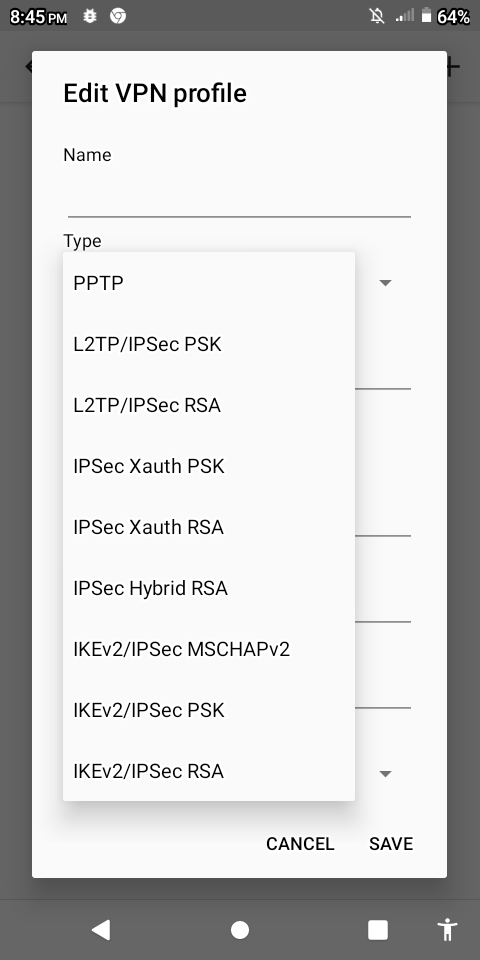 8:45 PM
64%
Edit VPN profile
Name
Type
PPTP
L2TP/IPSec PSK
L2TP/IPSec RSA
IPSec Xauth PSK
IPSec Xauth RSA
IPSec Hybrid RSA
IKEv2/IPSec MSCHAPv2
IKEv2/IPSec PSK
IKEv2/IPSec RSA
CANCEL
SAVE